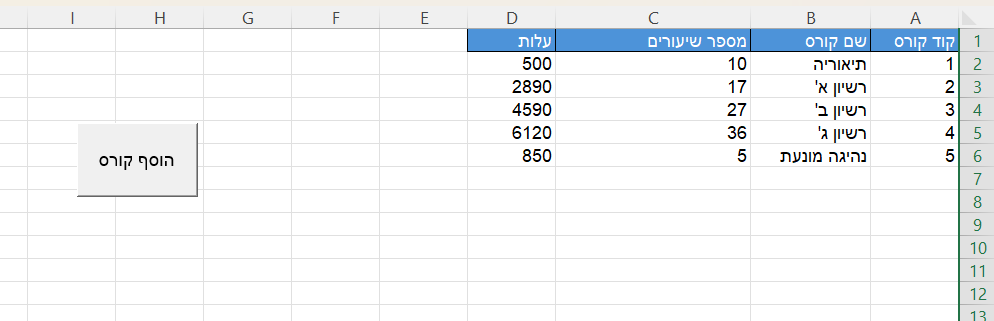 A B C D E F G H I
1 קוד קורס שם קורס מספר שיעורים עלות
2 1 תיאוריה 10 500
3 2 רשיון א' 17 2890
4 3 רשיון ב' 27 4590
5 4 רשיון ג' 36 6120
6 5 נהיגה מונעת 5 850
7
8
9
10
11
12
13
הוסף קורס